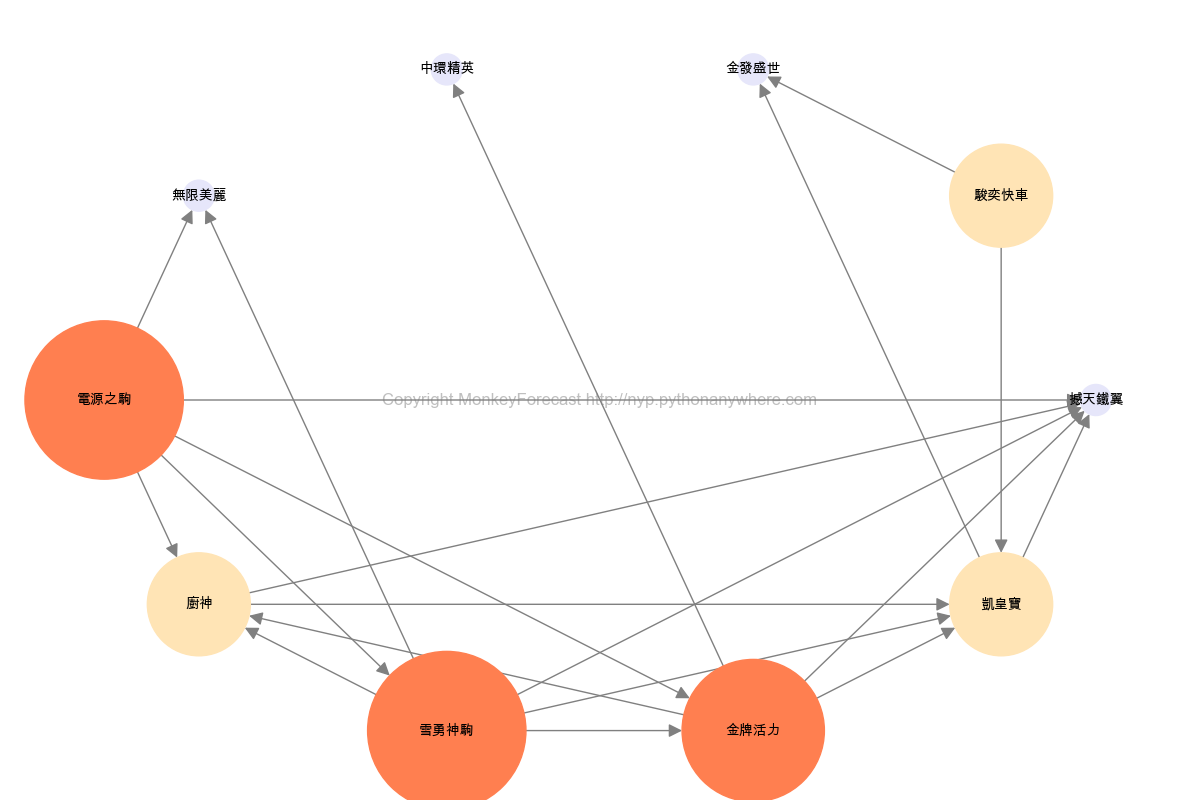 中環精英
金發盛世
無限美麗
駿奕快車
電源之駒
Copyright MonkeyForecast http://nyp.pythonanywhere.com
撼天鐵翼
廚神
凱皇寶
雪勇神駒
金牌活力